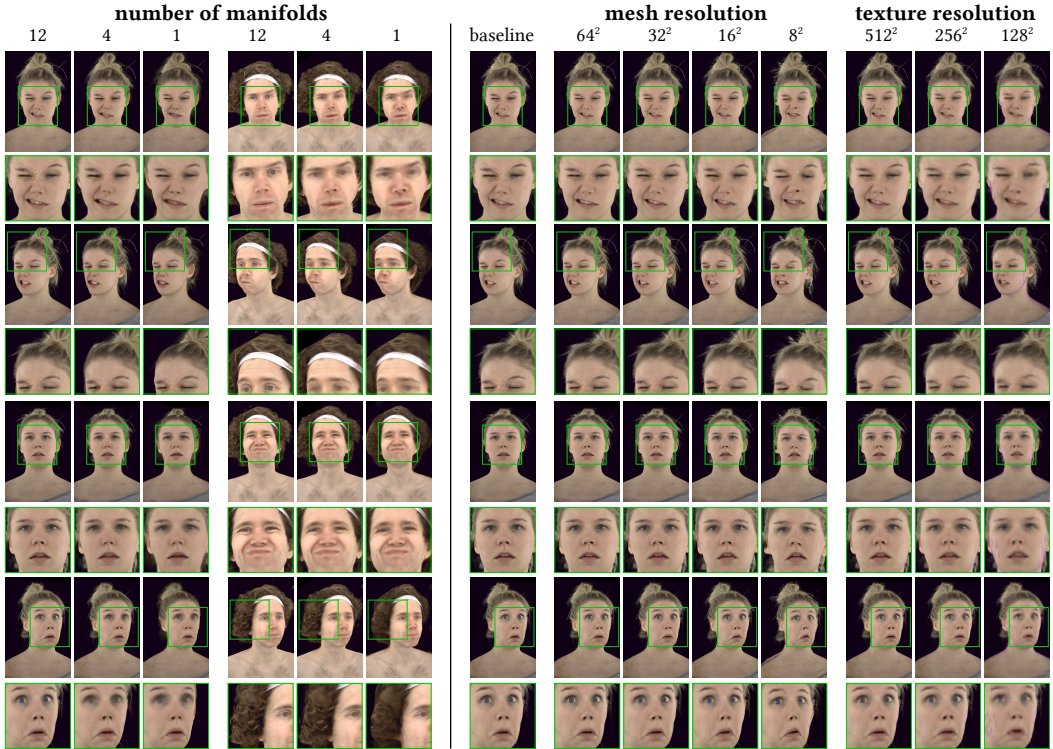 number of manifolds mesh resolution texture resolution
12 4 1 12 4 1 baseline 64² 32² 16² 8² 512² 256² 128²